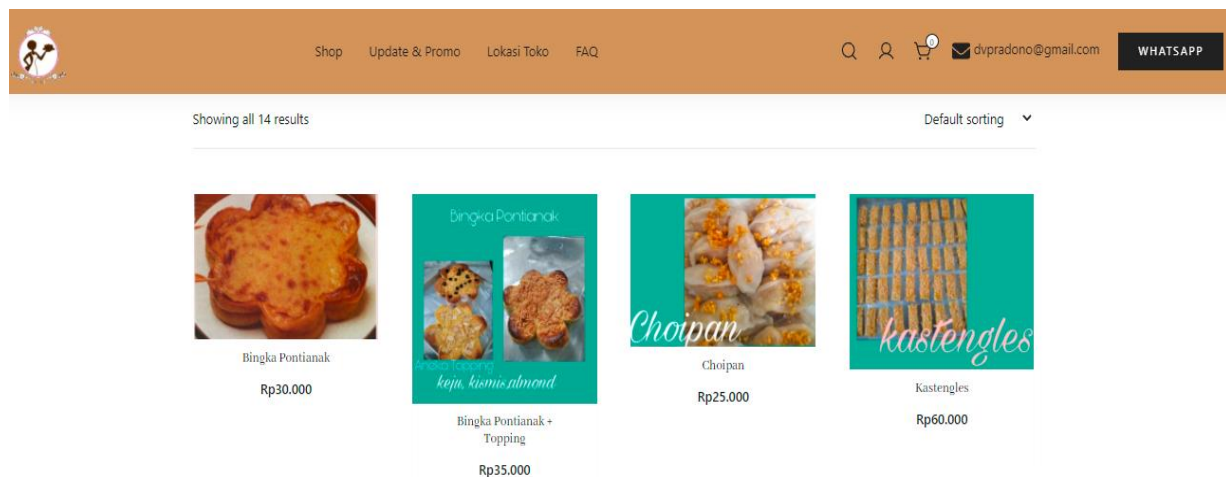 Shop Update & Promo Lokasi Toko FAQ 0 dvpradono@gmail.com WHATSAPP
Showing all 14 results Default sorting
Bingka Pontianak
Rp30.000
Bingka Pontianak
Aneka Topping
keju, kismis,almond
Bingka Pontianak +
Topping
Rp35.000
Choipan
Choipan
Rp25.000
kastengles
Kastengles
Rp60.000